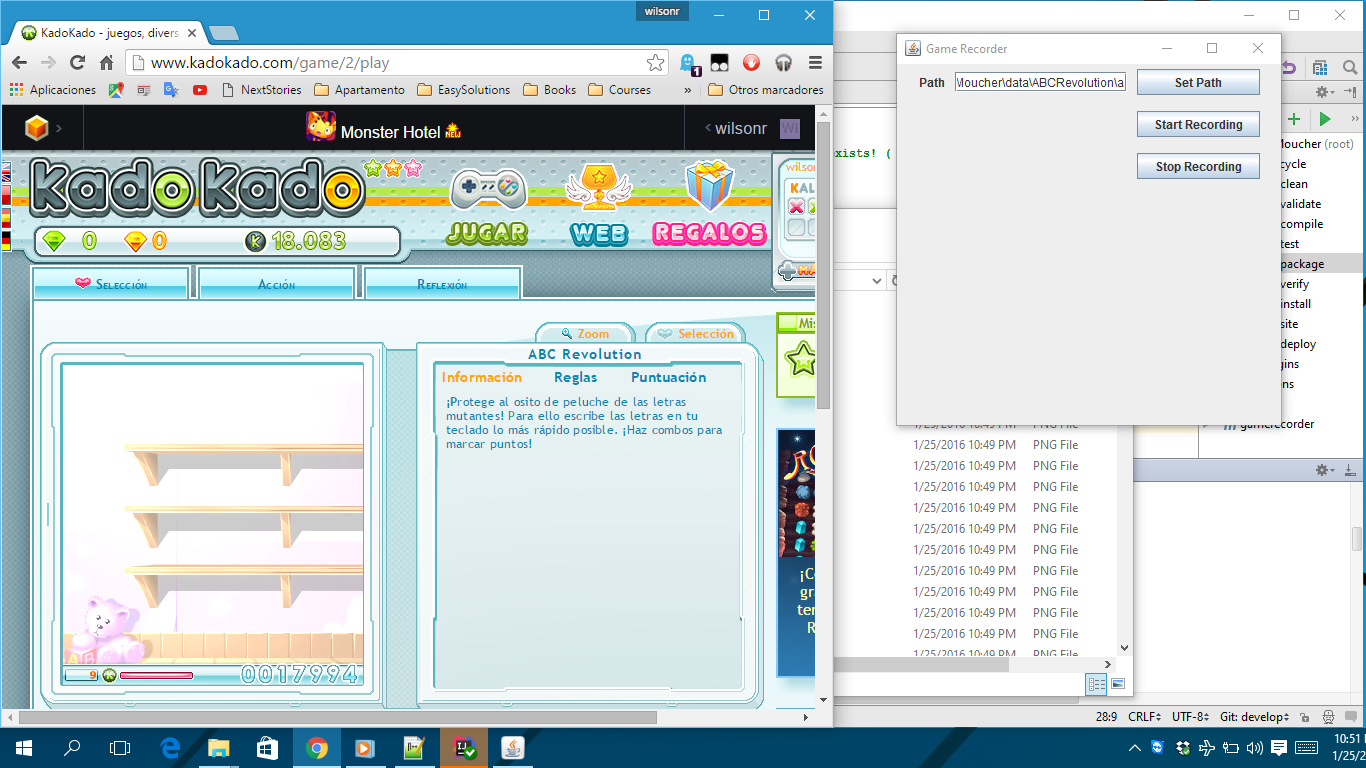 wilsonr
KadoKado - juegos, divers
www.kadokado.com/game/2/play
1
Aplicaciones
NextStories
Apartamento
EasySolutions
Books
Courses
»
Otros marcadores
Monster Hotel NEW
wilsonr
WI
KadoKado
0
0
K 18.083
JUGAR
WEB
REGALOS
wilson
KAL
Selección
Acción
Reflexión
Zoom
Selección
ABC Revolution
Información
Reglas
Puntuación
¡Protege al osito de peluche de las letras
mutantes! Para ello escribe las letras en tu
teclado lo más rápido posible. ¡Haz combos para
marcar puntos!
9
0017994
Game Recorder
Path
Moucher\data\ABCRevolution\a
Set Path
Start Recording
Stop Recording
xists! (
Moucher (root)
cycle
clean
validate
compile
test
package
verify
install
site
deploy
gins
ens
gamerecorder
1/25/2016 10:49 PM PNG File
1/25/2016 10:49 PM PNG File
1/25/2016 10:49 PM PNG File
1/25/2016 10:49 PM PNG File
1/25/2016 10:49 PM PNG File
1/25/2016 10:49 PM PNG File
1/25/2016 10:49 PM PNG File
1/25/2016 10:49 PM PNG File
1/25/2016 10:49 PM PNG File
1/25/2016 10:49 PM PNG File
1/25/2016 10:49 PM PNG File
1/25/2016 10:49 PM PNG File
28:9
CRLF
UTF-8
Git: develop
10:51
1/25/2